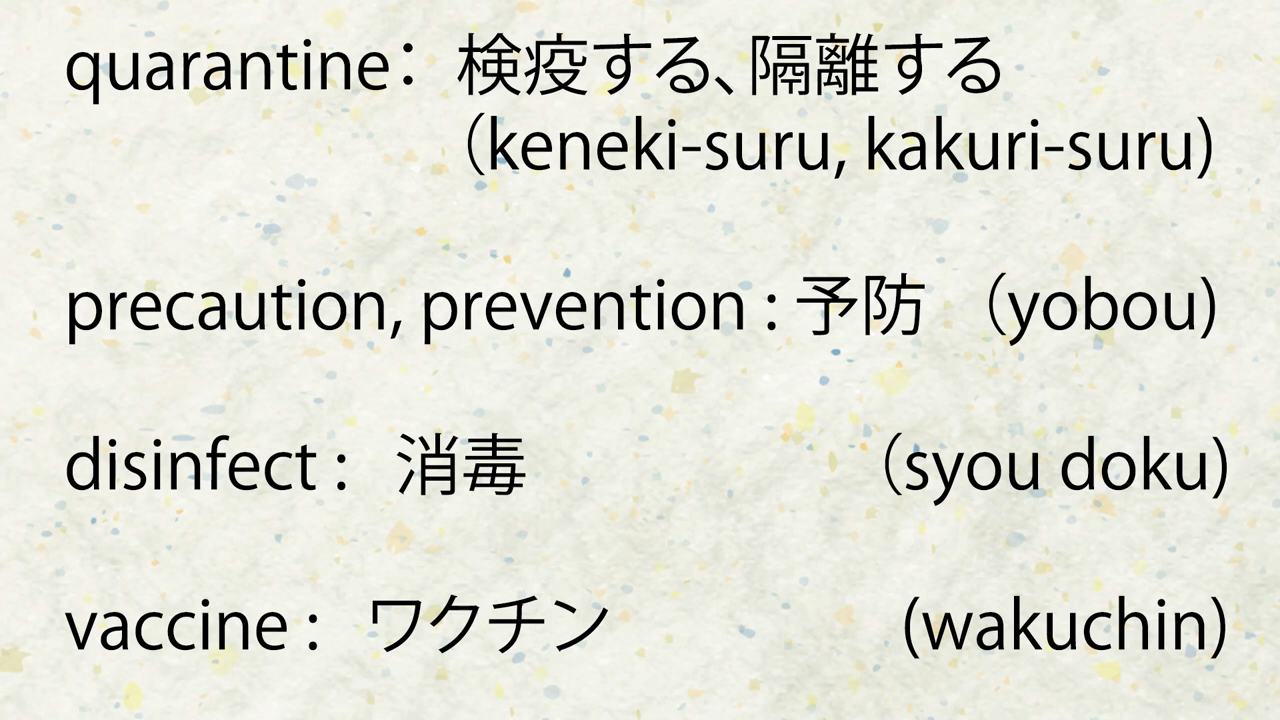 quarantine： 検疫する、隔離する
（keneki-suru, kakuri-suru)
precaution, prevention : 予防 （yobou)
disinfect : 消毒 （syou doku)
vaccine : ワクチン (wakuchin)